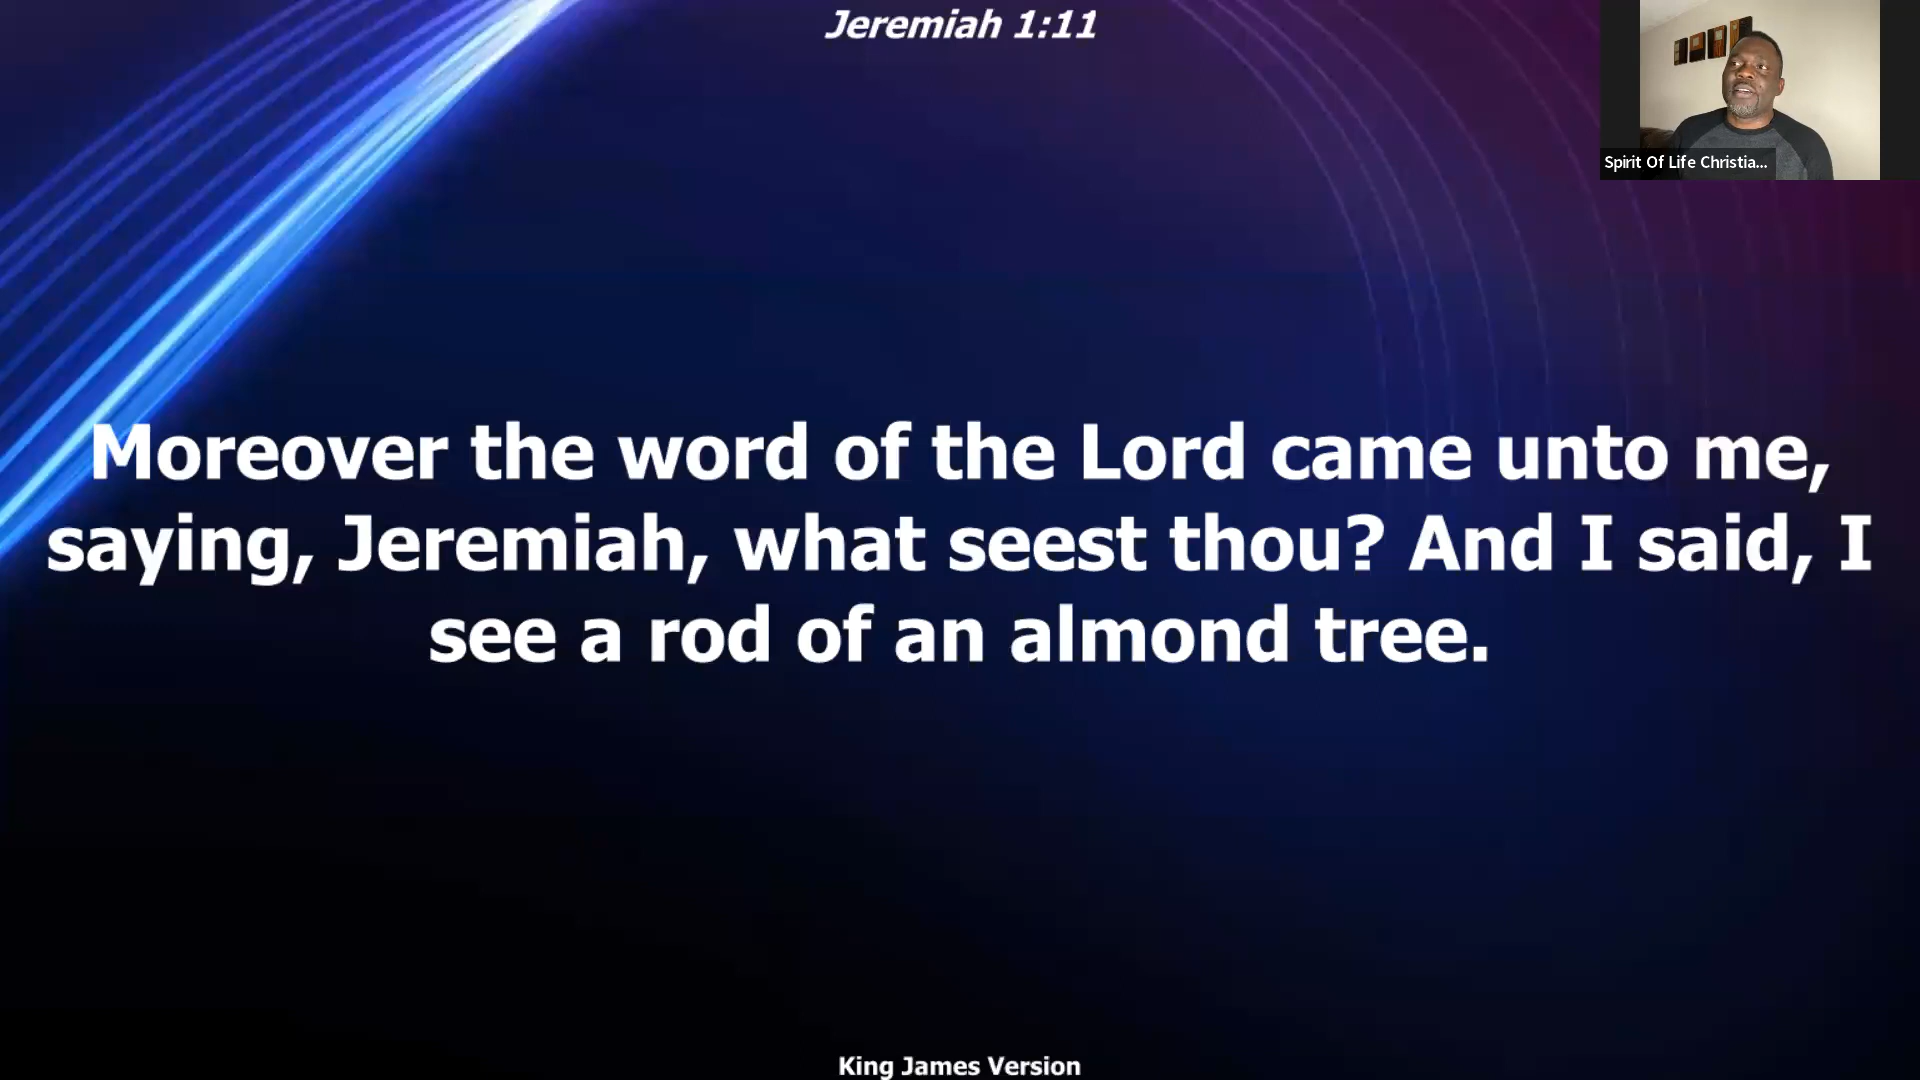 Jeremiah 1:11
Spirit Of Life Christia...
Moreover the word of the Lord came unto me,
saying, Jeremiah, what seest thou? And I said, I
see a rod of an almond tree.
King James Version